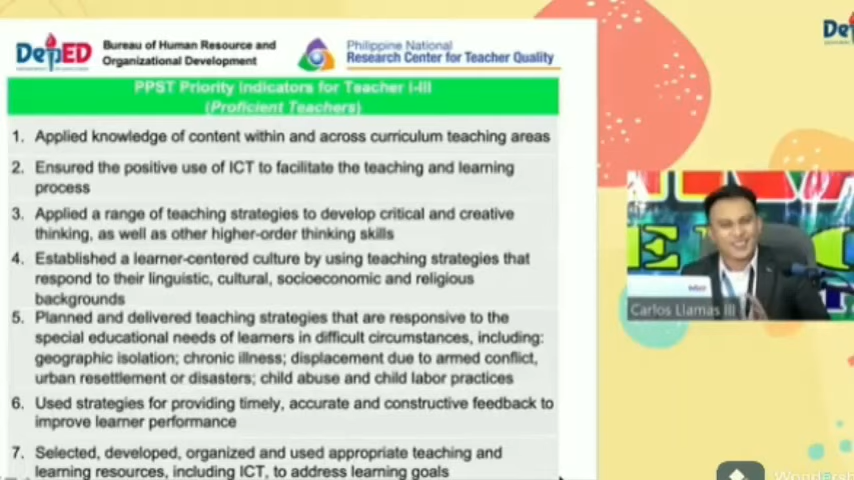 DepED
Bureau of Human Resource and
Organizational Development
Philippine National
Research Center for Teacher Quality
PPST Priority Indicators for Teacher I-III
(Proficient Teachers)
1. Applied knowledge of content within and across curriculum teaching areas
2. Ensured the positive use of ICT to facilitate the teaching and learning
process
3. Applied a range of teaching strategies to develop critical and creative
thinking, as well as other higher-order thinking skills
4. Established a learner-centered culture by using teaching strategies that
respond to their linguistic, cultural, socioeconomic and religious
backgrounds
5. Planned and delivered teaching strategies that are responsive to the
special educational needs of learners in difficult circumstances, including:
geographic isolation; chronic illness; displacement due to armed conflict,
urban resettlement or disasters; child abuse and child labor practices
6. Used strategies for providing timely, accurate and constructive feedback to
improve learner performance
7. Selected, developed, organized and used appropriate teaching and
learning resources, including ICT, to address learning goals
Carlos Llamas III